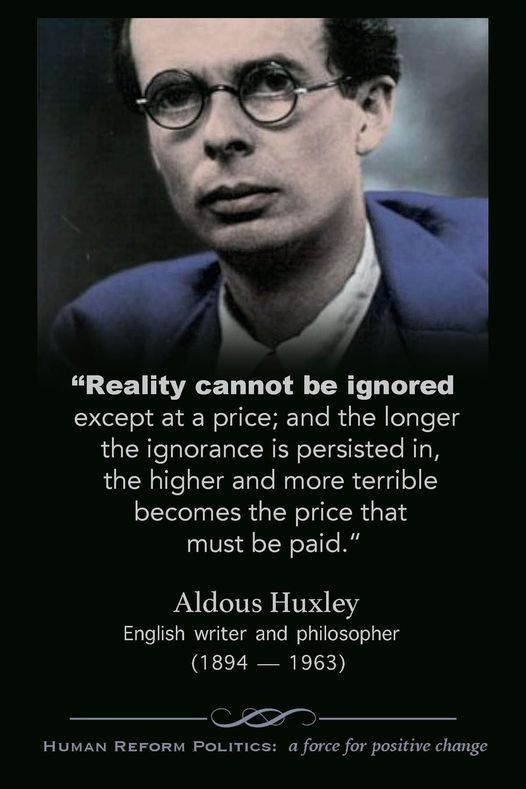 “Reality cannot be ignored
except at a price; and the longer
the ignorance is persisted in,
the higher and more terrible
becomes the price that
must be paid.“
Aldous Huxley
English writer and philosopher
(1894 — 1963)
Human Reform Politics: a force for positive change